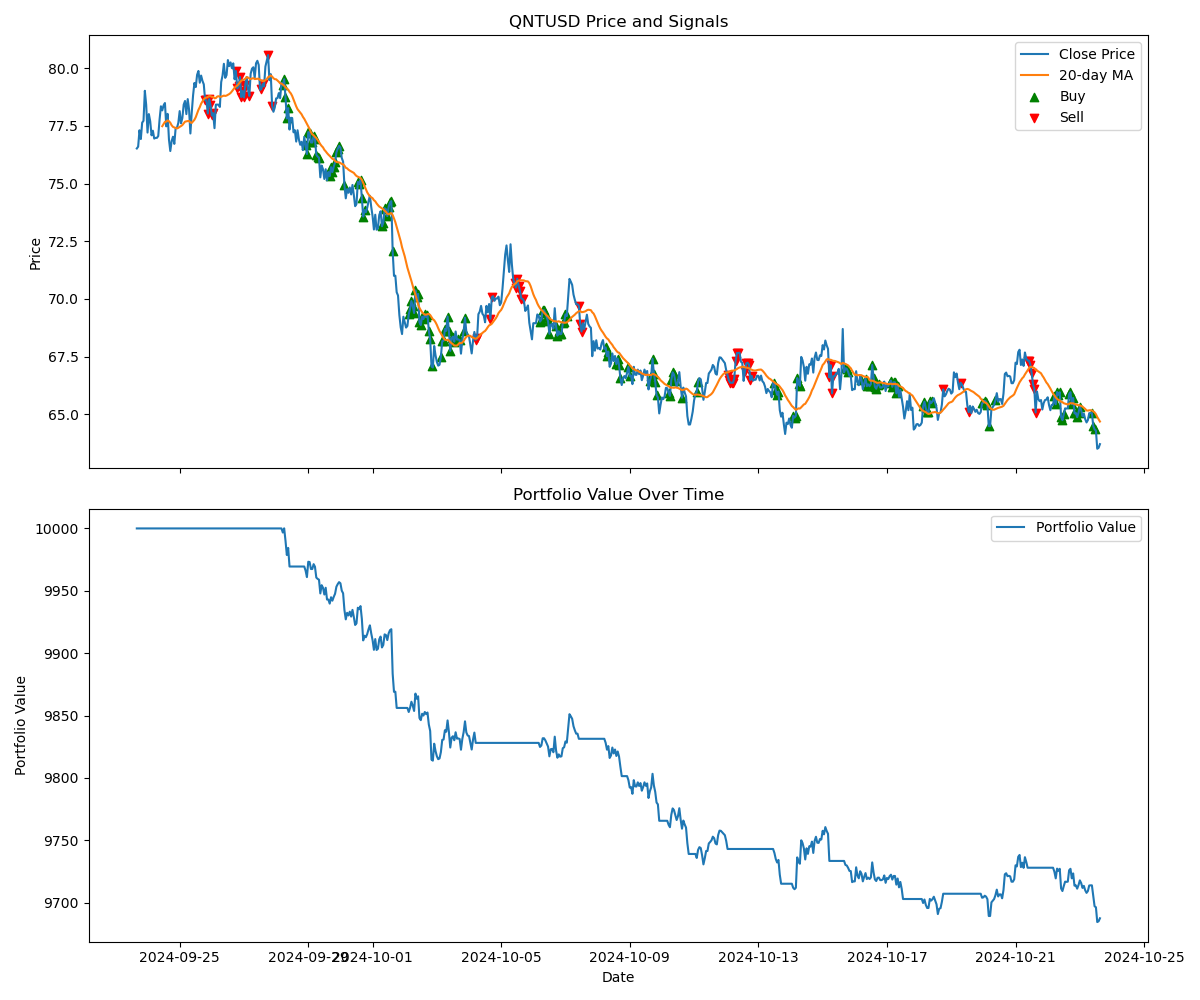 QNTUSD Price and Signals
Price
80.0
77.5
75.0
72.5
70.0
67.5
65.0
Close Price
20-day MA
Buy
Sell
Portfolio Value Over Time
Portfolio Value
10000
9950
9900
9850
9800
9750
9700
Portfolio Value
2024-09-25
2024-09-29
2024-10-01
2024-10-05
2024-10-09
2024-10-13
2024-10-17
2024-10-21
2024-10-25
Date